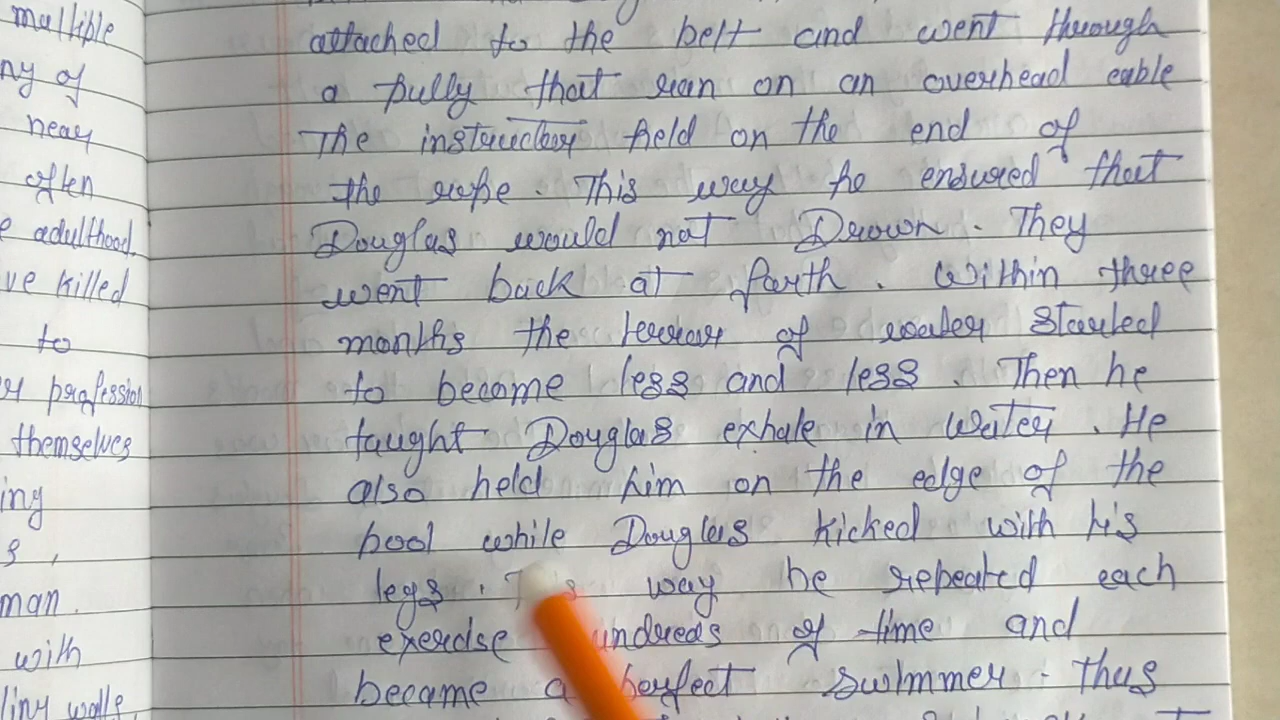 multiple
ny of
near
often
e adulthood.
ve killed
to
er profession
themselves
ing
s,
man.
with
attached to the belt and went through
a pully that ran on an overhead cable
The instructor held on the end of
the rope. This way he ensured that
Douglas would not Drown. They
went back at forth. Within three
months the terror of water started
to became less and less. Then he
taught Douglas exhale in water. He
also held him on the edge of the
pool while Douglas kicked with his
legs. way he repeated each
exercise undreds of time and
became a perfect swimmer. thus